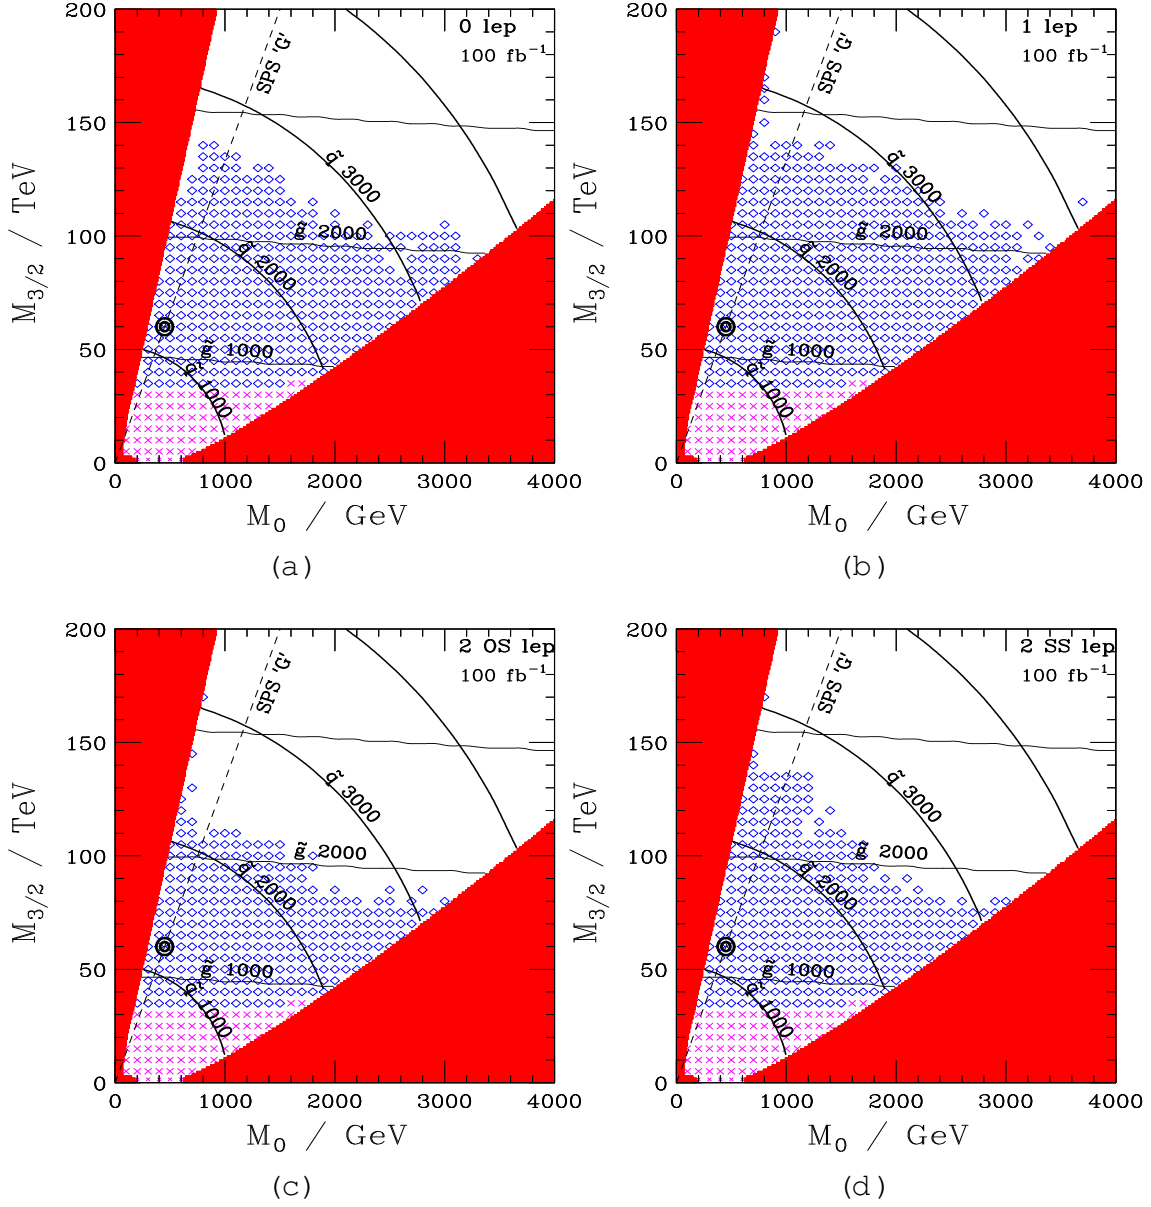 200
150
100
50
0
0 1000 2000 3000 4000
M₃/₂ / TeV
M₀ / GeV
0 lep
100 fb⁻¹
SPS 'G'
q̃ 3000
g̃ 2000
q̃ 2000
g̃ 1000
q̃ 1000
(a)
200
150
100
50
0
0 1000 2000 3000 4000
M₃/₂ / TeV
M₀ / GeV
1 lep
100 fb⁻¹
SPS 'G'
q̃ 3000
g̃ 2000
q̃ 2000
g̃ 1000
q̃ 1000
(b)
200
150
100
50
0
0 1000 2000 3000 4000
M₃/₂ / TeV
M₀ / GeV
2 OS lep
100 fb⁻¹
SPS 'G'
q̃ 3000
g̃ 2000
q̃ 2000
g̃ 1000
q̃ 1000
(c)
200
150
100
50
0
0 1000 2000 3000 4000
M₃/₂ / TeV
M₀ / GeV
2 SS lep
100 fb⁻¹
SPS 'G'
q̃ 3000
g̃ 2000
q̃ 2000
g̃ 1000
q̃ 1000
(d)